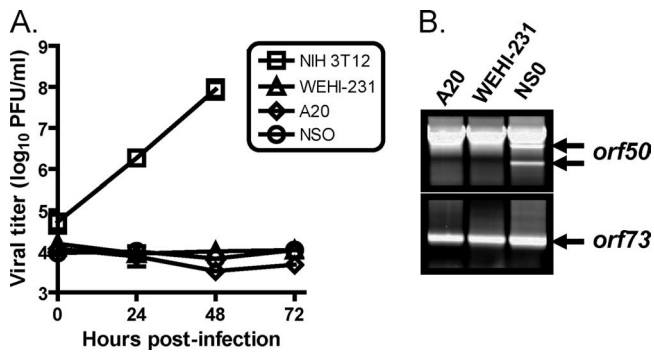 A.
Viral titer (log10 PFU/ml)
9
8
7
6
5
4
3
0
24
48
72
Hours post-infection
NIH 3T12
WEHI-231
A20
NSO
B.
A20
WEHI-231
NS0
orf50
orf73